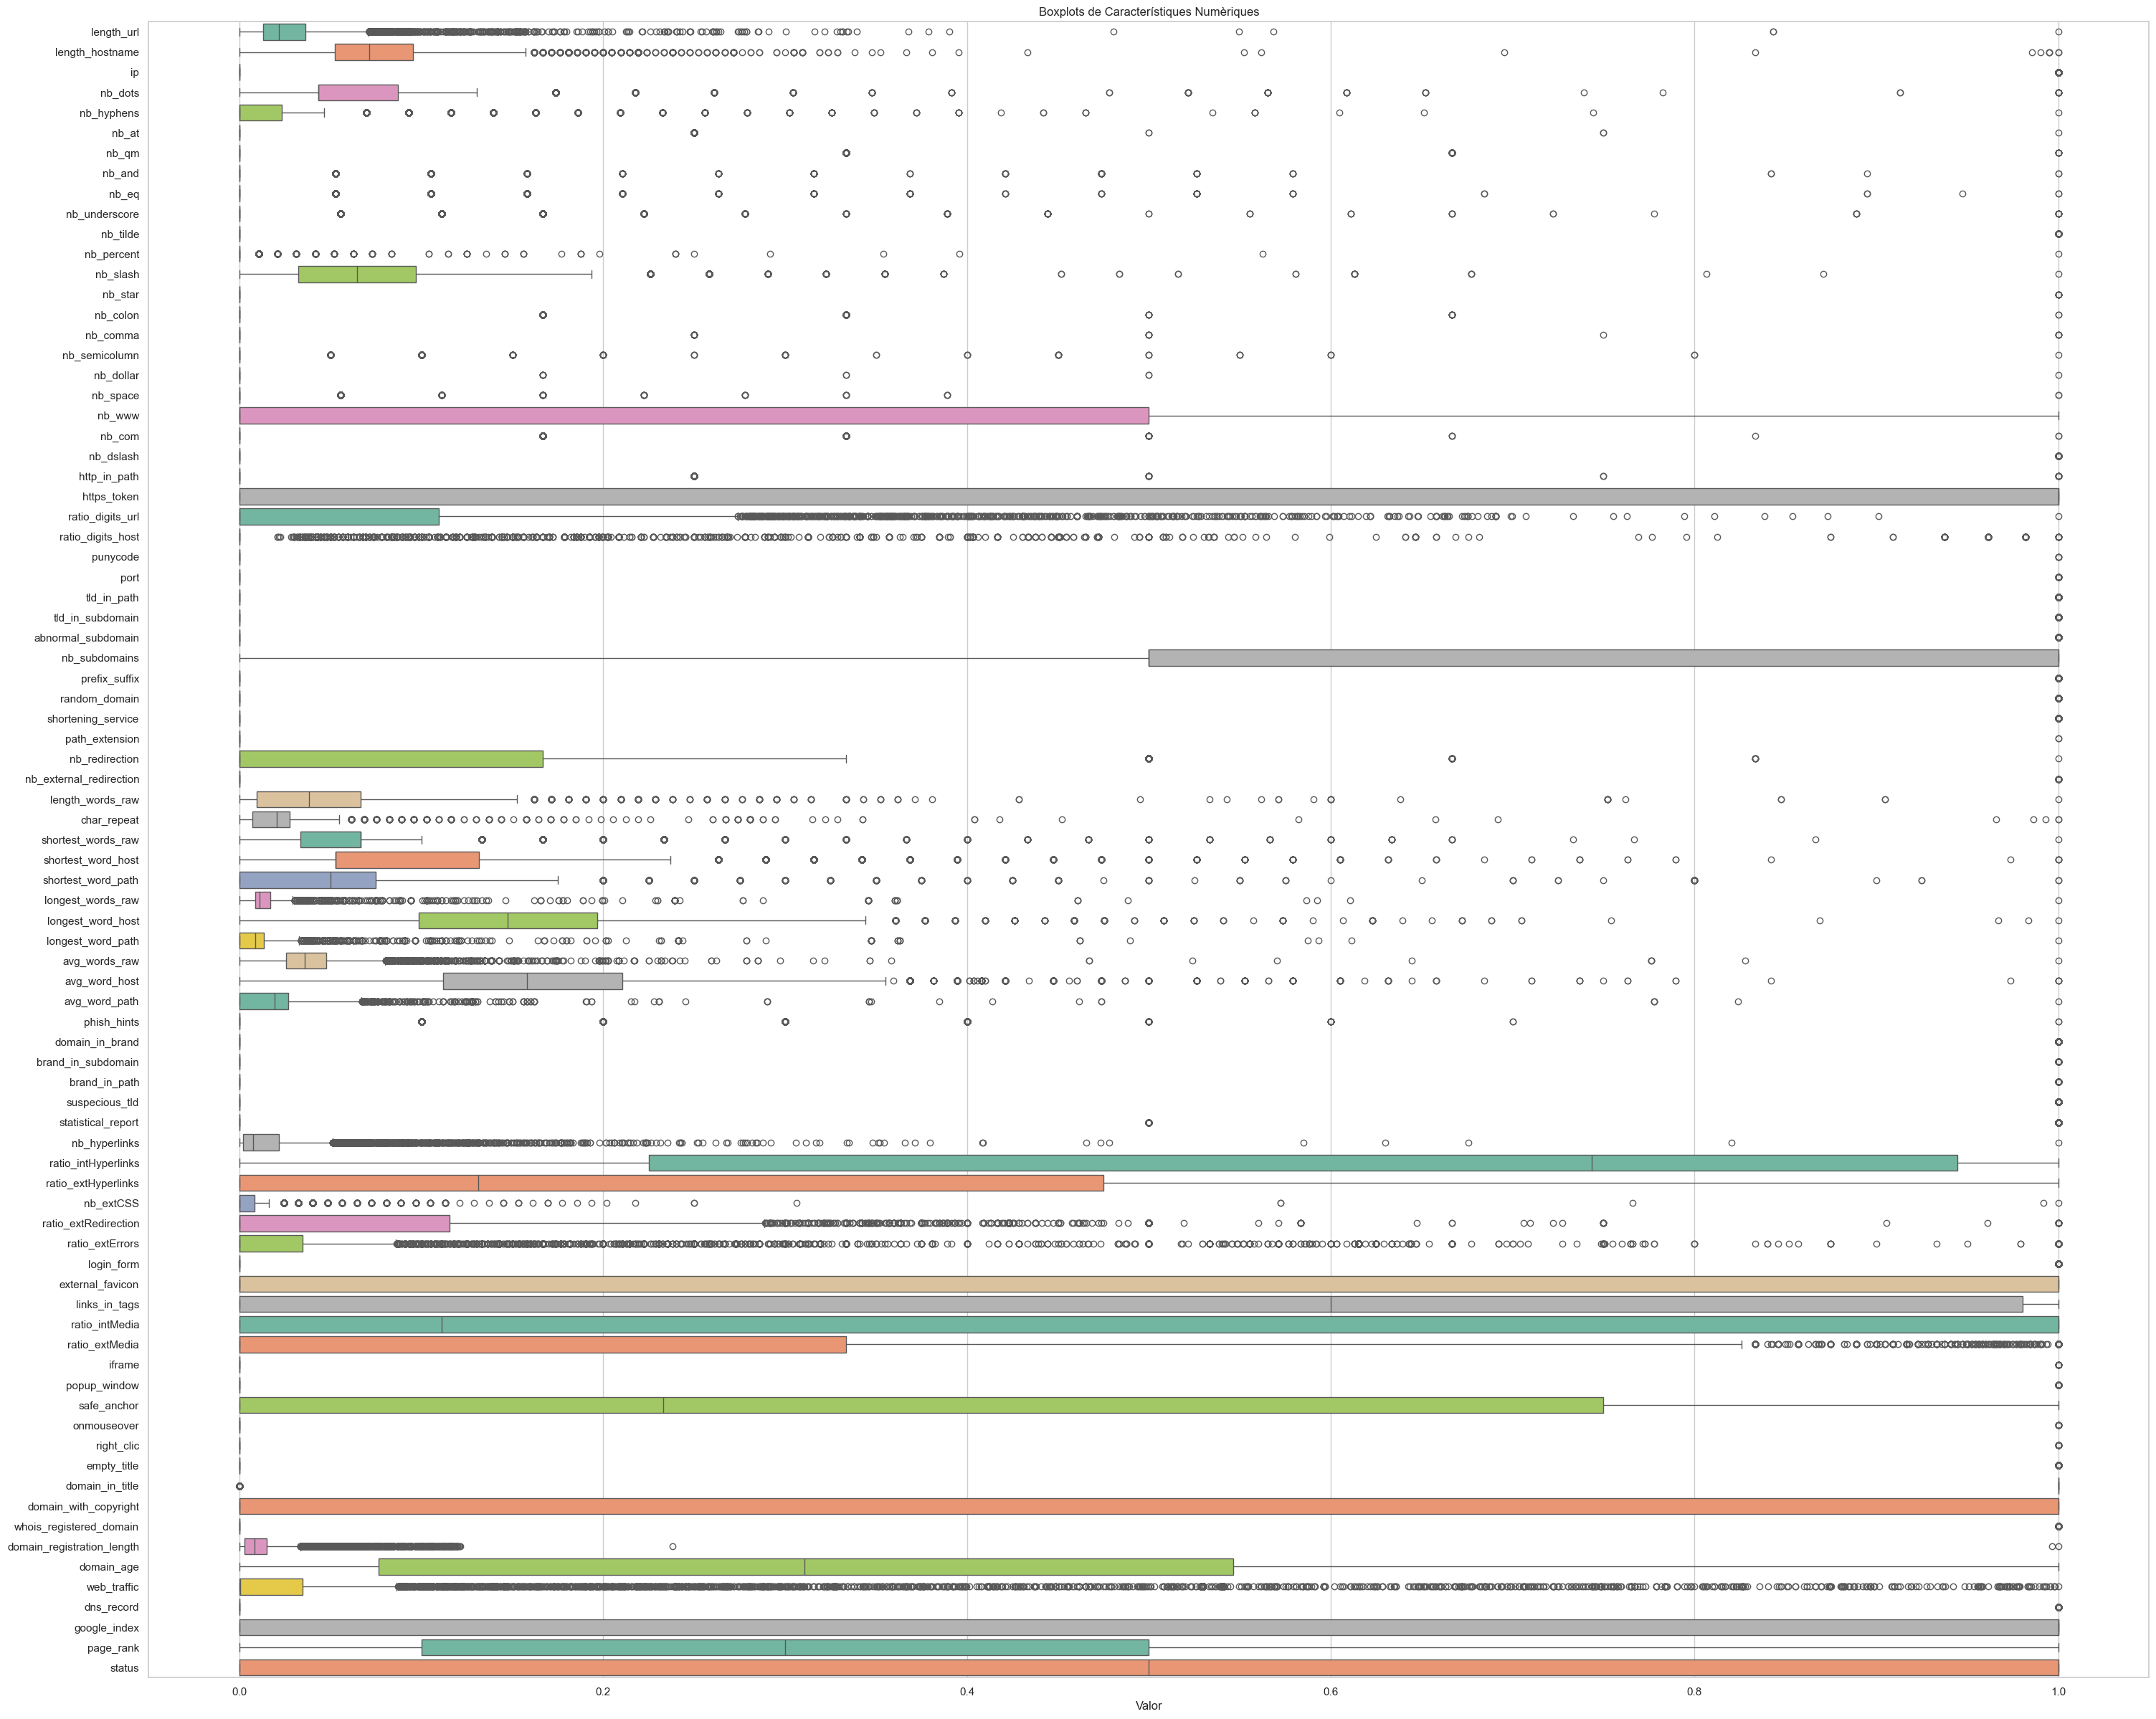 Boxplots de Característiques Numèriques
length_url
length_hostname
ip
nb_dots
nb_hyphens
nb_at
nb_qm
nb_and
nb_eq
nb_underscore
nb_tilde
nb_percent
nb_slash
nb_star
nb_colon
nb_comma
nb_semicolumn
nb_dollar
nb_space
nb_www
nb_com
nb_dslash
http_in_path
https_token
ratio_digits_url
ratio_digits_host
punycode
port
tld_in_path
tld_in_subdomain
abnormal_subdomain
nb_subdomains
prefix_suffix
random_domain
shortening_service
path_extension
nb_redirection
nb_external_redirection
length_words_raw
char_repeat
shortest_words_raw
shortest_word_host
shortest_word_path
longest_words_raw
longest_word_host
longest_word_path
avg_words_raw
avg_word_host
avg_word_path
phish_hints
domain_in_brand
brand_in_subdomain
brand_in_path
suspecious_tld
statistical_report
nb_hyperlinks
ratio_intHyperlinks
ratio_extHyperlinks
nb_extCSS
ratio_extRedirection
ratio_extErrors
login_form
external_favicon
links_in_tags
ratio_intMedia
ratio_extMedia
iframe
popup_window
safe_anchor
onmouseover
right_clic
empty_title
domain_in_title
domain_with_copyright
whois_registered_domain
domain_registration_length
domain_age
web_traffic
dns_record
google_index
page_rank
status
0.0 0.2 0.4 0.6 0.8 1.0
Valor